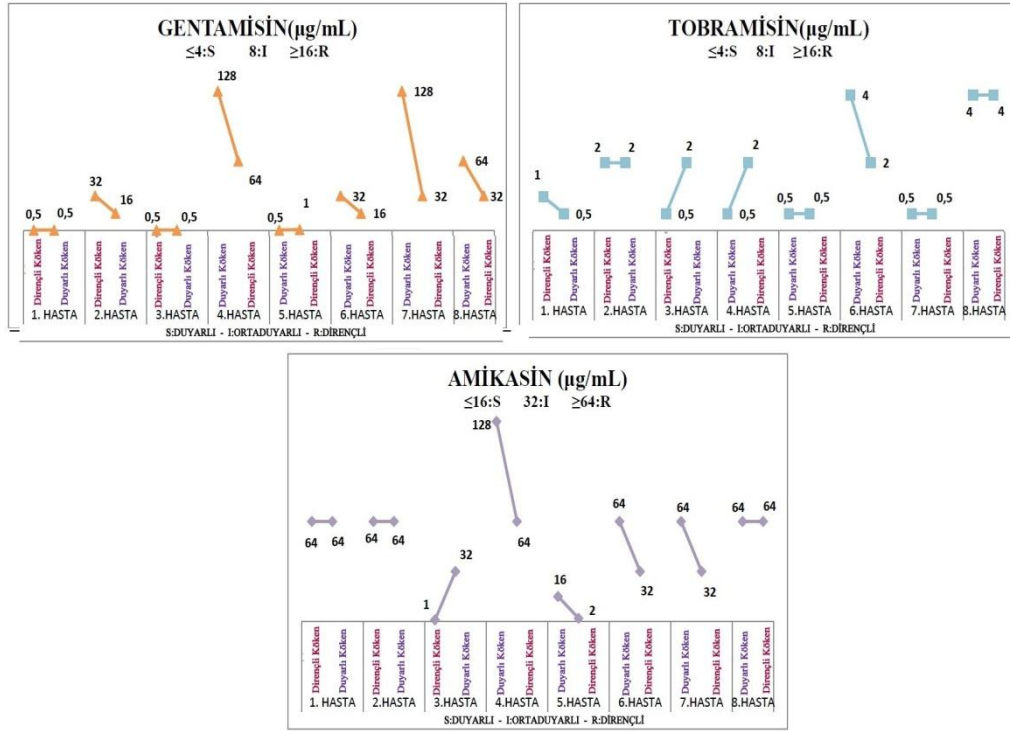 GENTAMİSİN(µg/mL)
≤4:S 8:I ≥16:R
128 128
64 64
32 16 32 16 32 32
0,5 0,5 0,5 0,5 0,5 1
Dirençli Köken Duyarlı Köken Dirençli Köken Duyarlı Köken Dirençli Köken Duyarlı Köken Duyarlı Köken Dirençli Köken Duyarlı Köken Dirençli Köken Duyarlı Köken Dirençli Köken Duyarlı Köken Dirençli Köken Duyarlı Köken Dirençli Köken
1. HASTA 2.HASTA 3.HASTA 4.HASTA 5.HASTA 6.HASTA 7.HASTA 8.HASTA
S:DUYARLI - I:ORTADUYARLI - R:DİRENÇLİ
TOBRAMİSİN(µg/mL)
≤4:S 8:I ≥16:R
4 4 4
2 2 2 2 2
1 0,5 0,5 0,5 0,5 0,5 0,5 0,5
Dirençli Köken Duyarlı Köken Dirençli Köken Duyarlı Köken Dirençli Köken Duyarlı Köken Duyarlı Köken Dirençli Köken Duyarlı Köken Dirençli Köken Duyarlı Köken Dirençli Köken Duyarlı Köken Dirençli Köken Duyarlı Köken Dirençli Köken
1. HASTA 2.HASTA 3.HASTA 4.HASTA 5.HASTA 6.HASTA 7.HASTA 8.HASTA
S:DUYARLI - I:ORTADUYARLI - R:DİRENÇLİ
AMİKASİN (µg/mL)
≤16:S 32:I ≥64:R
128
64 64 64 64 64 64 64 64 64
1 32 16 2 32 32
Dirençli Köken Duyarlı Köken Dirençli Köken Duyarlı Köken Dirençli Köken Duyarlı Köken Duyarlı Köken Dirençli Köken Duyarlı Köken Dirençli Köken Duyarlı Köken Dirençli Köken Duyarlı Köken Dirençli Köken Duyarlı Köken Dirençli Köken
1. HASTA 2.HASTA 3.HASTA 4.HASTA 5.HASTA 6.HASTA 7.HASTA 8.HASTA
S:DUYARLI - I:ORTADUYARLI - R:DİRENÇLİ